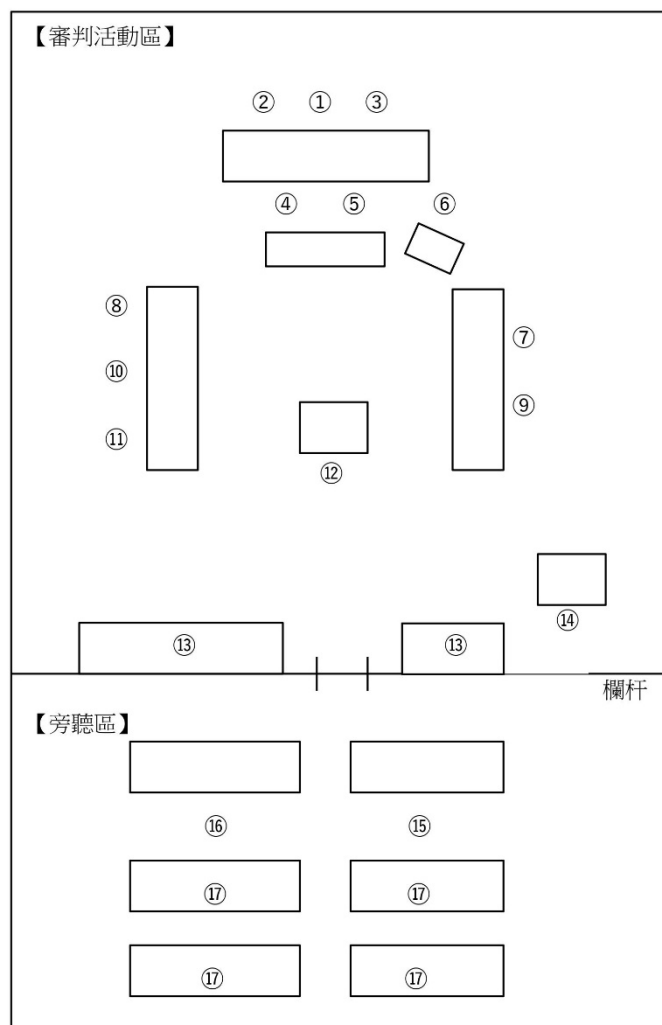 【審判活動區】
② ① ③
④ ⑤ ⑥
⑧
⑦
⑩
⑨
⑪
⑫
⑭
⑬ ⑬
欄杆
【旁聽區】
⑯ ⑮
⑰ ⑰
⑰ ⑰